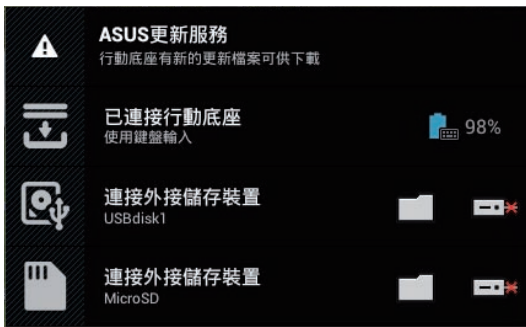 ASUS更新服務
行動底座有新的更新檔案可供下載
已連接行動底座
使用鍵盤輸入
98%
連接外接儲存裝置
USBdisk1
連接外接儲存裝置
MicroSD